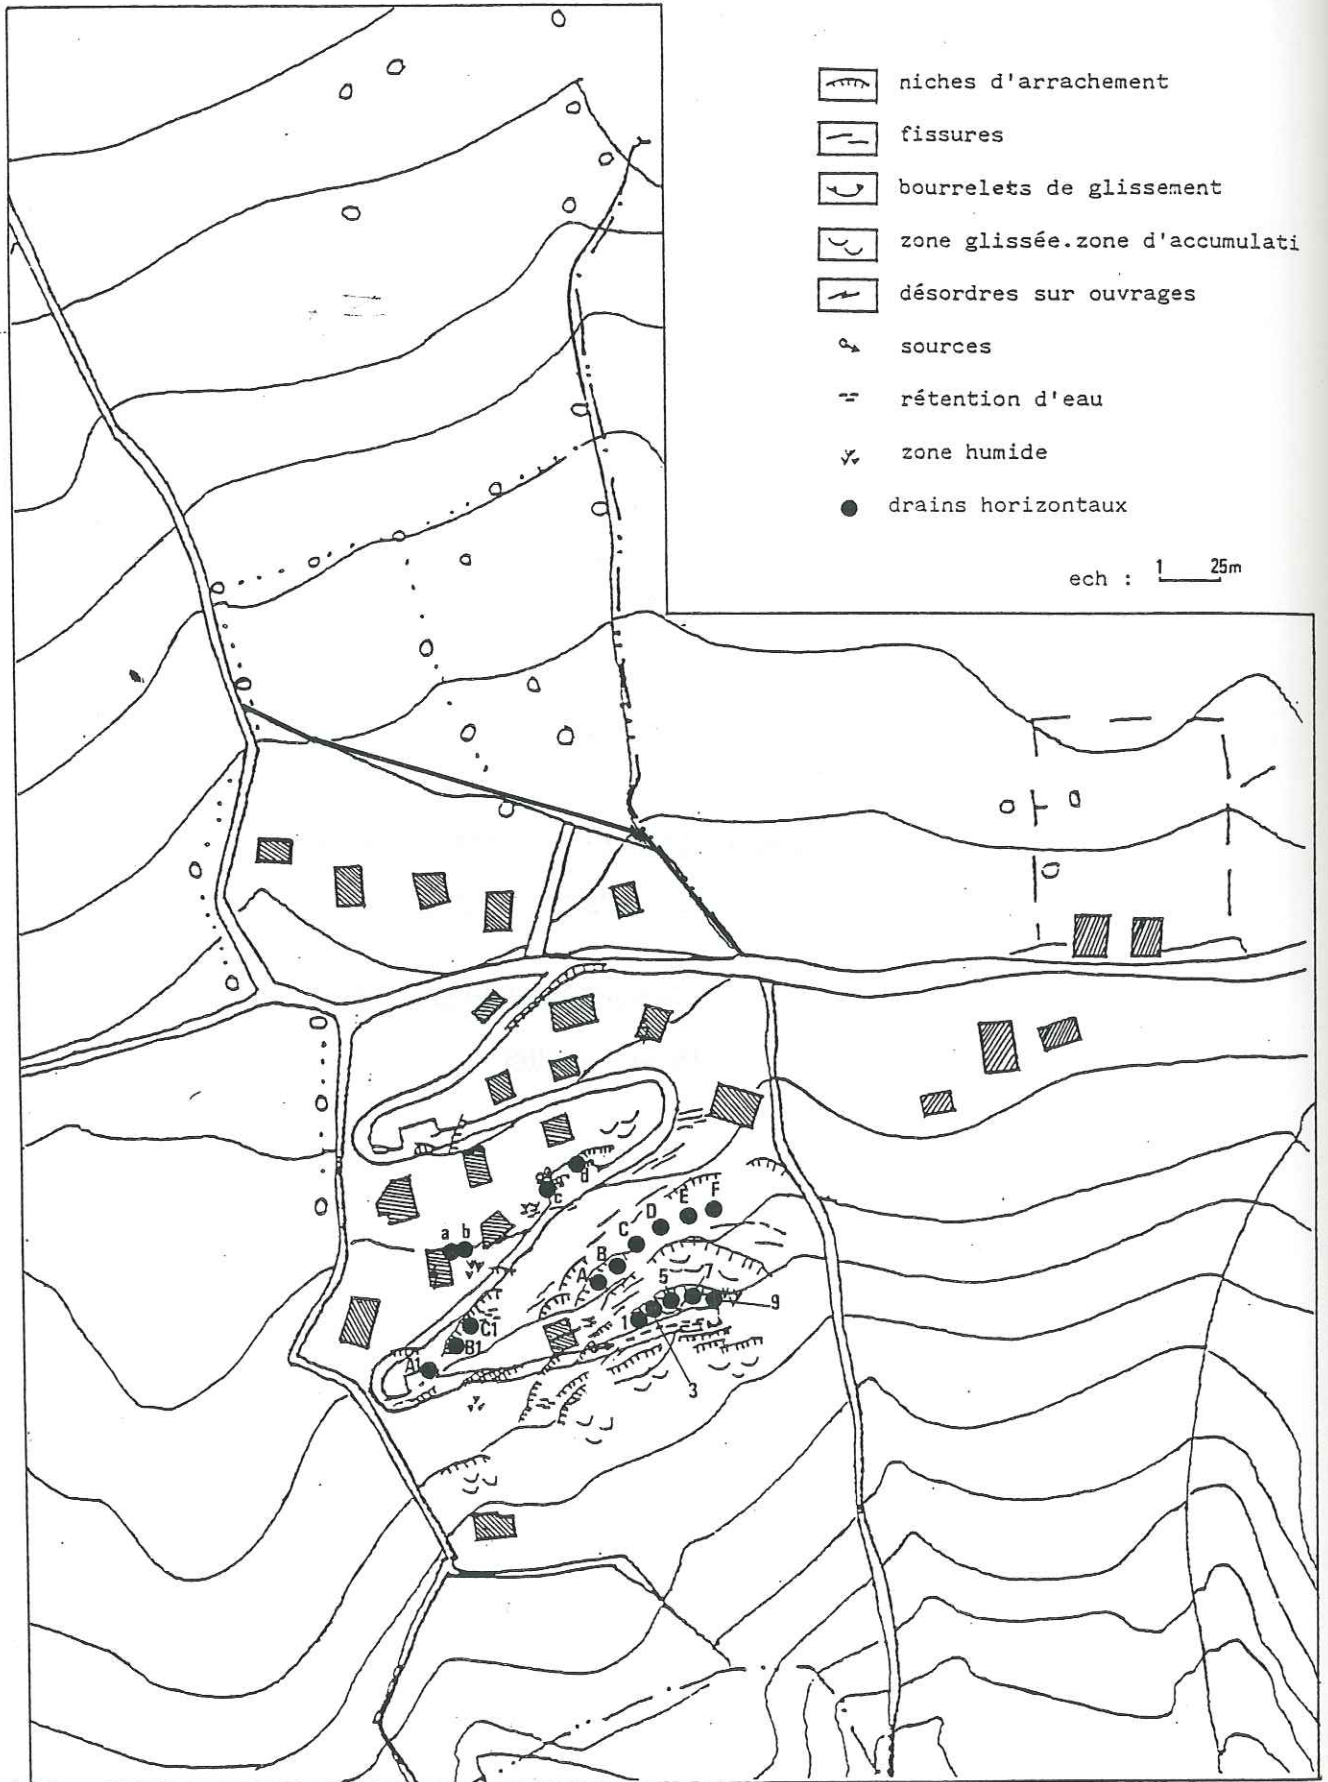 niches d'arrachement
fissures
bourrelets de glissement
zone glissée.zone d'accumulati
désordres sur ouvrages
sources
rétention d'eau
zone humide
drains horizontaux
ech : 1 25m
d
c
a b
F
E
D
C
B
A
7
5
9
1
C1
B1
A1
3